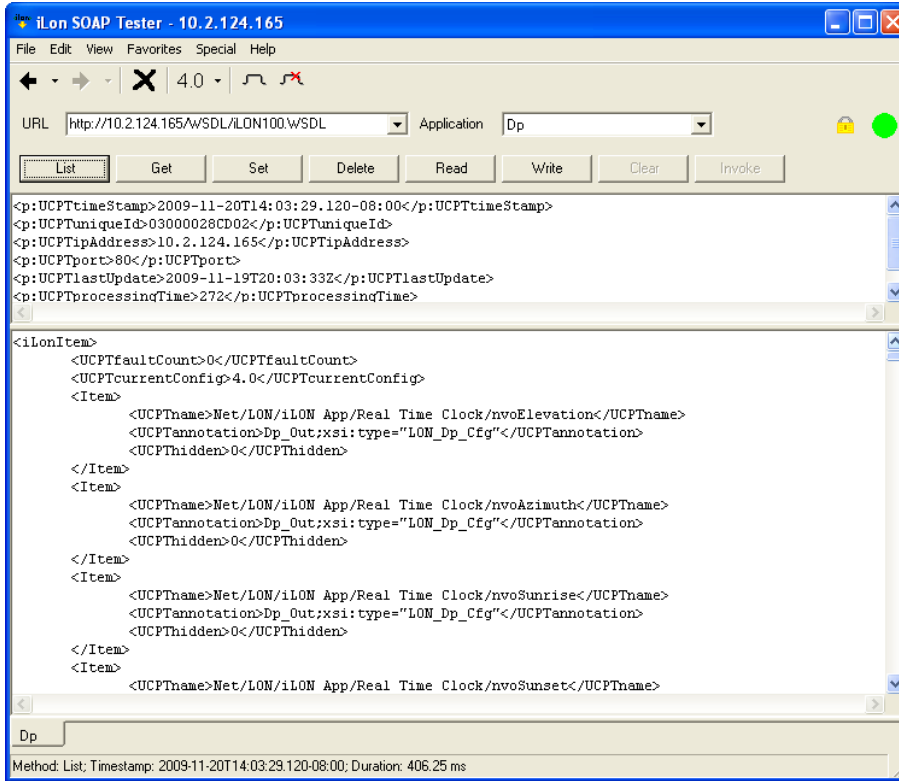 iLon SOAP Tester - 10.2.124.165
File Edit View Favorites Special Help
4.0
URL http://10.2.124.165/WSDL/iLON100.WSDL Application Dp
List Get Set Delete Read Write Clear Invoke
<p:UCPTtimeStamp>2009-11-20T14:03:29.120-08:00</p:UCPTtimeStamp>
<p:UCPTuniqueId>03000028CD02</p:UCPTuniqueId>
<p:UCPTipAddress>10.2.124.165</p:UCPTipAddress>
<p:UCPTport>80</p:UCPTport>
<p:UCPTlastUpdate>2009-11-19T20:03:33Z</p:UCPTlastUpdate>
<p:UCPTprocessingTime>272</p:UCPTprocessingTime>
<iLonItem>
<UCPTfaultCount>0</UCPTfaultCount>
<UCPTcurrentConfig>4.0</UCPTcurrentConfig>
<Item>
<UCPTname>Net/LON/iLON App/Real Time Clock/nvoElevation</UCPTname>
<UCPTannotation>Dp_Out;xsi:type="LON_Dp_Cfg"</UCPTannotation>
<UCPThidden>0</UCPThidden>
</Item>
<Item>
<UCPTname>Net/LON/iLON App/Real Time Clock/nvoAzimuth</UCPTname>
<UCPTannotation>Dp_Out;xsi:type="LON_Dp_Cfg"</UCPTannotation>
<UCPThidden>0</UCPThidden>
</Item>
<Item>
<UCPTname>Net/LON/iLON App/Real Time Clock/nvoSunrise</UCPTname>
<UCPTannotation>Dp_Out;xsi:type="LON_Dp_Cfg"</UCPTannotation>
<UCPThidden>0</UCPThidden>
</Item>
<Item>
<UCPTname>Net/LON/iLON App/Real Time Clock/nvoSunset</UCPTname>
Dp
Method: List; Timestamp: 2009-11-20T14:03:29.120-08:00; Duration: 406.25 ms